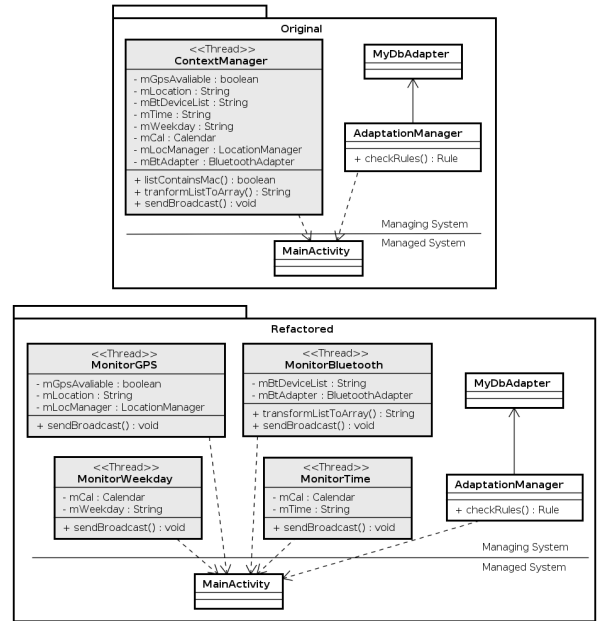 Original
<<Thread>>
ContextManager
- mGpsAvaliable : boolean
- mLocation : String
- mBtDeviceList : String
- mTime : String
- mWeekday : String
- mCal : Calendar
- mLocManager : LocationManager
- mBtAdapter : BluetoothAdapter
+ listContainsMac() : boolean
+ tranformListToArray() : String
+ sendBroadcast() : void
MyDbAdapter
AdaptationManager
+ checkRules() : Rule
Managing System
Managed System
MainActivity
Refactored
<<Thread>>
MonitorGPS
- mGpsAvaliable : boolean
- mLocation : String
- mLocManager : LocationManager
+ sendBroadcast() : void
<<Thread>>
MonitorBluetooth
- mBtDeviceList : String
- mBtAdapter : BluetoothAdapter
+ transformListToArray() : String
+ sendBroadcast() : void
MyDbAdapter
<<Thread>>
MonitorWeekday
- mCal : Calendar
- mWeekday : String
+ sendBroadcast() : void
<<Thread>>
MonitorTime
- mCal : Calendar
- mTime : String
+ sendBroadcast() : void
AdaptationManager
+ checkRules() : Rule
Managing System
Managed System
MainActivity